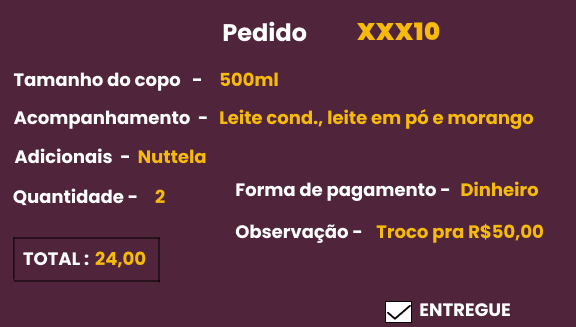 Pedido XXX10
Tamanho do copo - 500ml
Acompanhamento - Leite cond., leite em pó e morango
Adicionais - Nuttela
Quantidade - 2
Forma de pagamento - Dinheiro
Observação - Troco pra R$50,00
TOTAL : 24,00
ENTREGUE